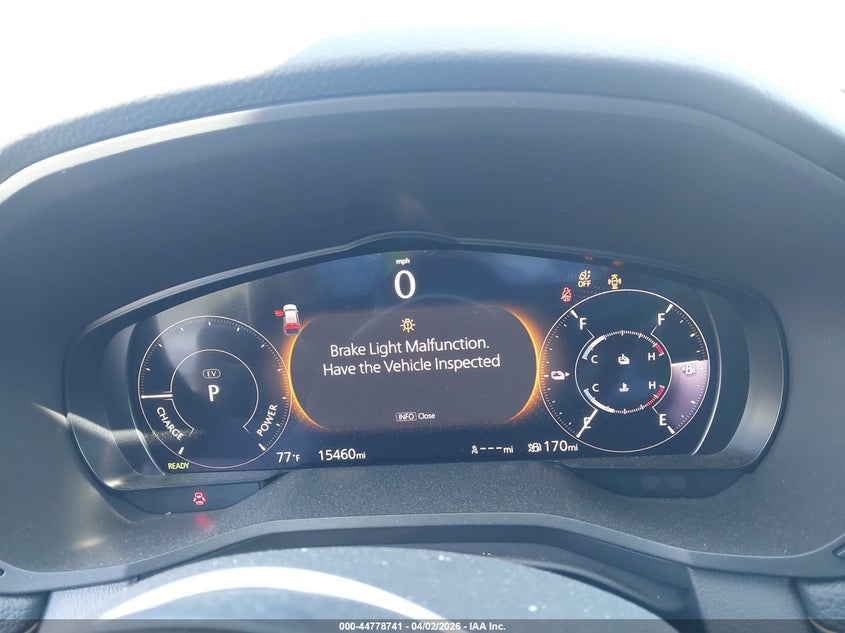 mph
0
OFF
Brake Light Malfunction.
Have the Vehicle Inspected
INFO Close
EV
P
CHARGE
POWER
READY
F F
C H
C H
E E
77°F 15460mi ---mi 170mi
000-44778741 | 04/02/2026 - IAA Inc.